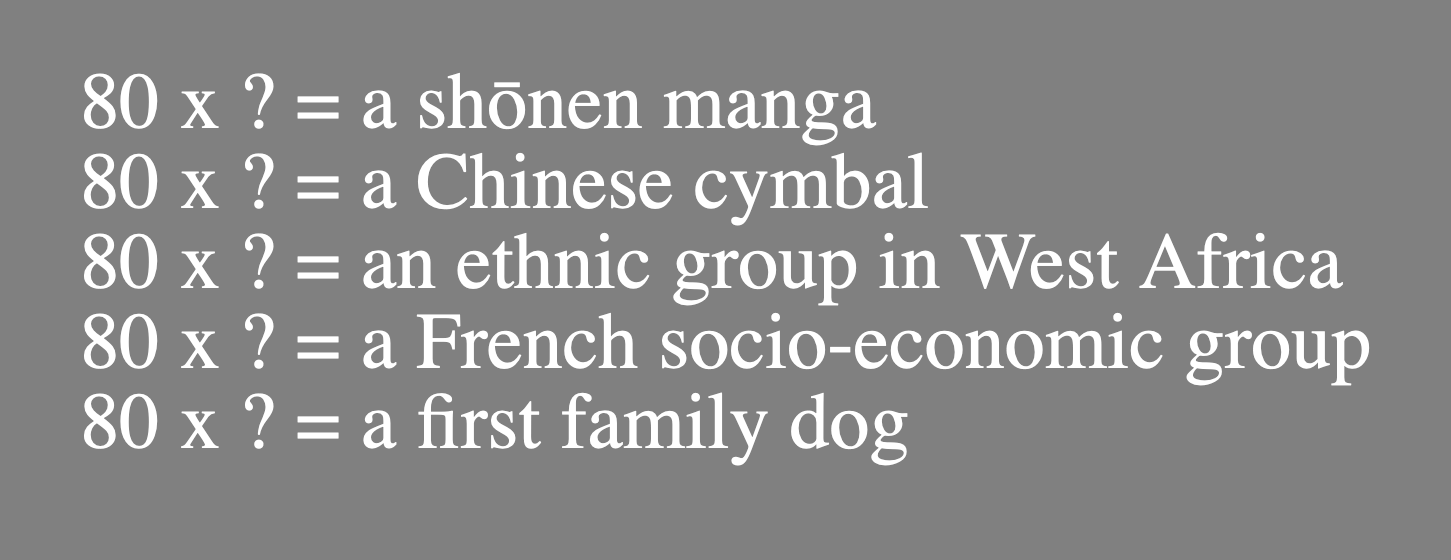 80 x ? = a shōnen manga
80 x ? = a Chinese cymbal
80 x ? = an ethnic group in West Africa
80 x ? = a French socio-economic group
80 x ? = a first family dog